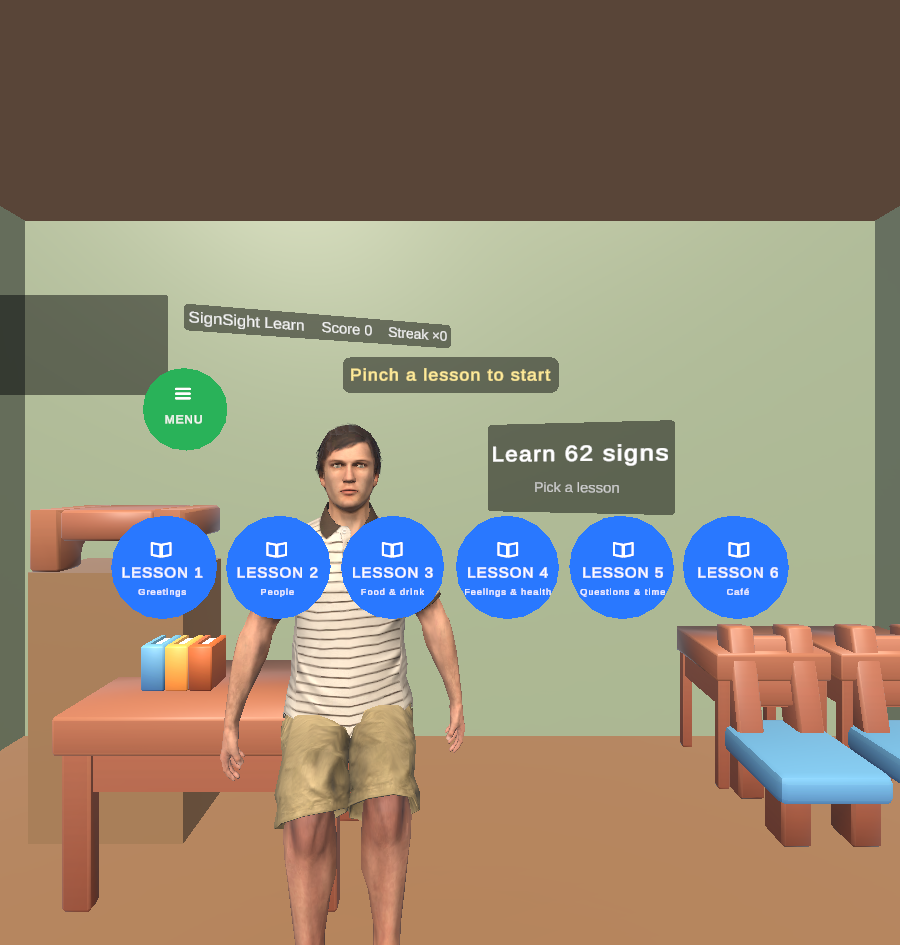 SignSight Learn Score 0 Streak ×0
Pinch a lesson to start
MENU
Learn 62 signs
Pick a lesson
LESSON 1
Greetings
LESSON 2
People
LESSON 3
Food & drink
LESSON 4
Feelings & health
LESSON 5
Questions & time
LESSON 6
Café